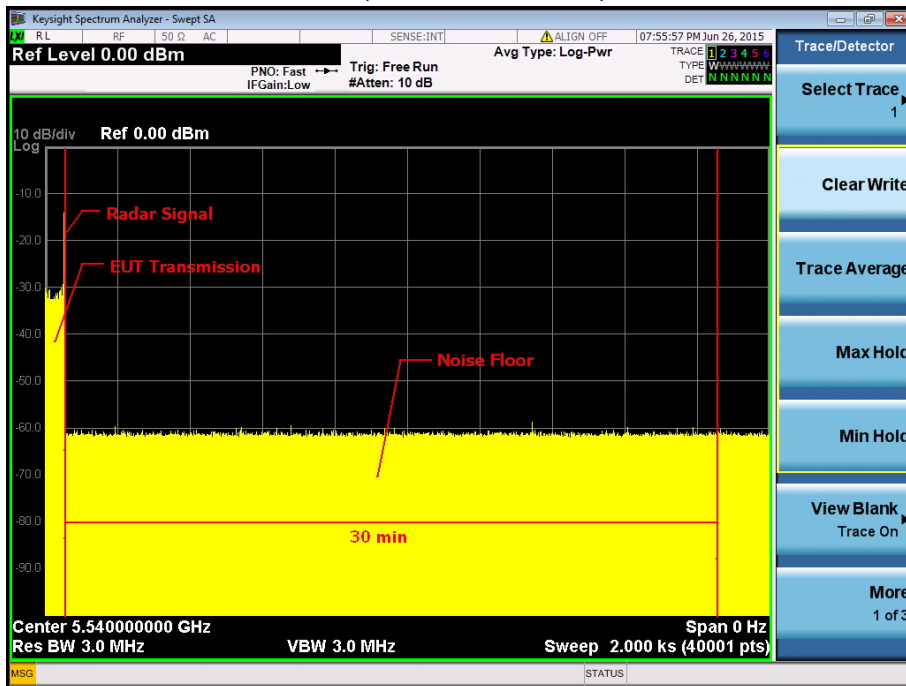 Keysight Spectrum Analyzer - Swept SA
LXI RL RF 50 Ω AC SENSE:INT ALIGN OFF 07:55:57 PM Jun 26, 2015
Ref Level 0.00 dBm
PNO: Fast
IFGain:Low
Trig: Free Run
#Atten: 10 dB
Avg Type: Log-Pwr
TRACE 1 2 3 4 5 6
TYPE WWWWWW
DET N N N N N N
10 dB/div Ref 0.00 dBm
Log
-10.0
Radar Signal
-20.0
EUT Transmission
-30.0
-40.0
Noise Floor
-50.0
-60.0
-70.0
-80.0
30 min
-90.0
Center 5.540000000 GHz Span 0 Hz
Res BW 3.0 MHz VBW 3.0 MHz Sweep 2.000 ks (40001 pts)
MSG STATUS
Trace/Detector
Select Trace
1
Clear Write
Trace Average
Max Hold
Min Hold
View Blank
Trace On
More
1 of 3